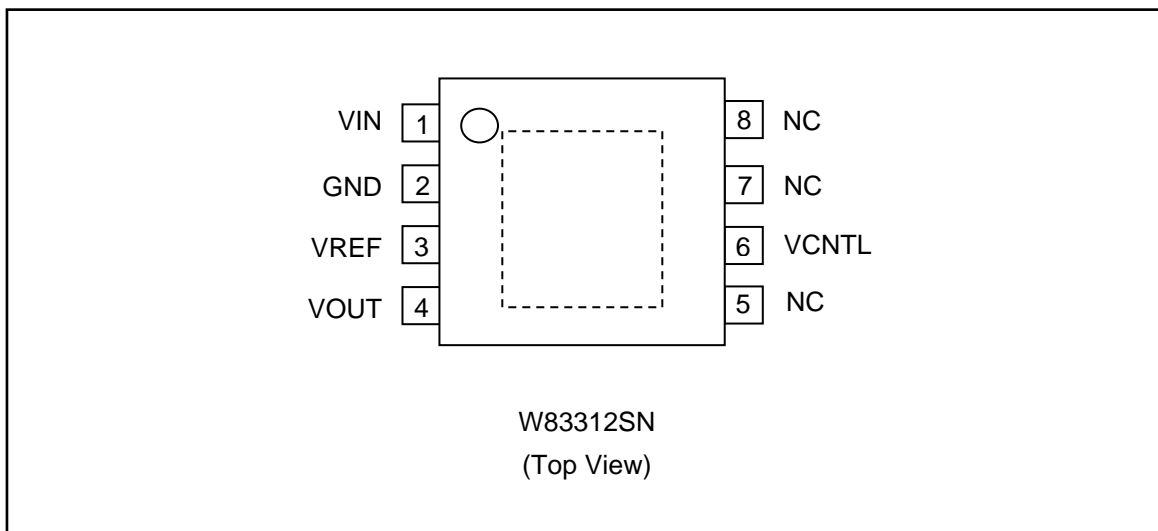 VIN 1 8 NC
GND 2 7 NC
VREF 3 6 VCNTL
VOUT 4 5 NC
W83312SN
(Top View)